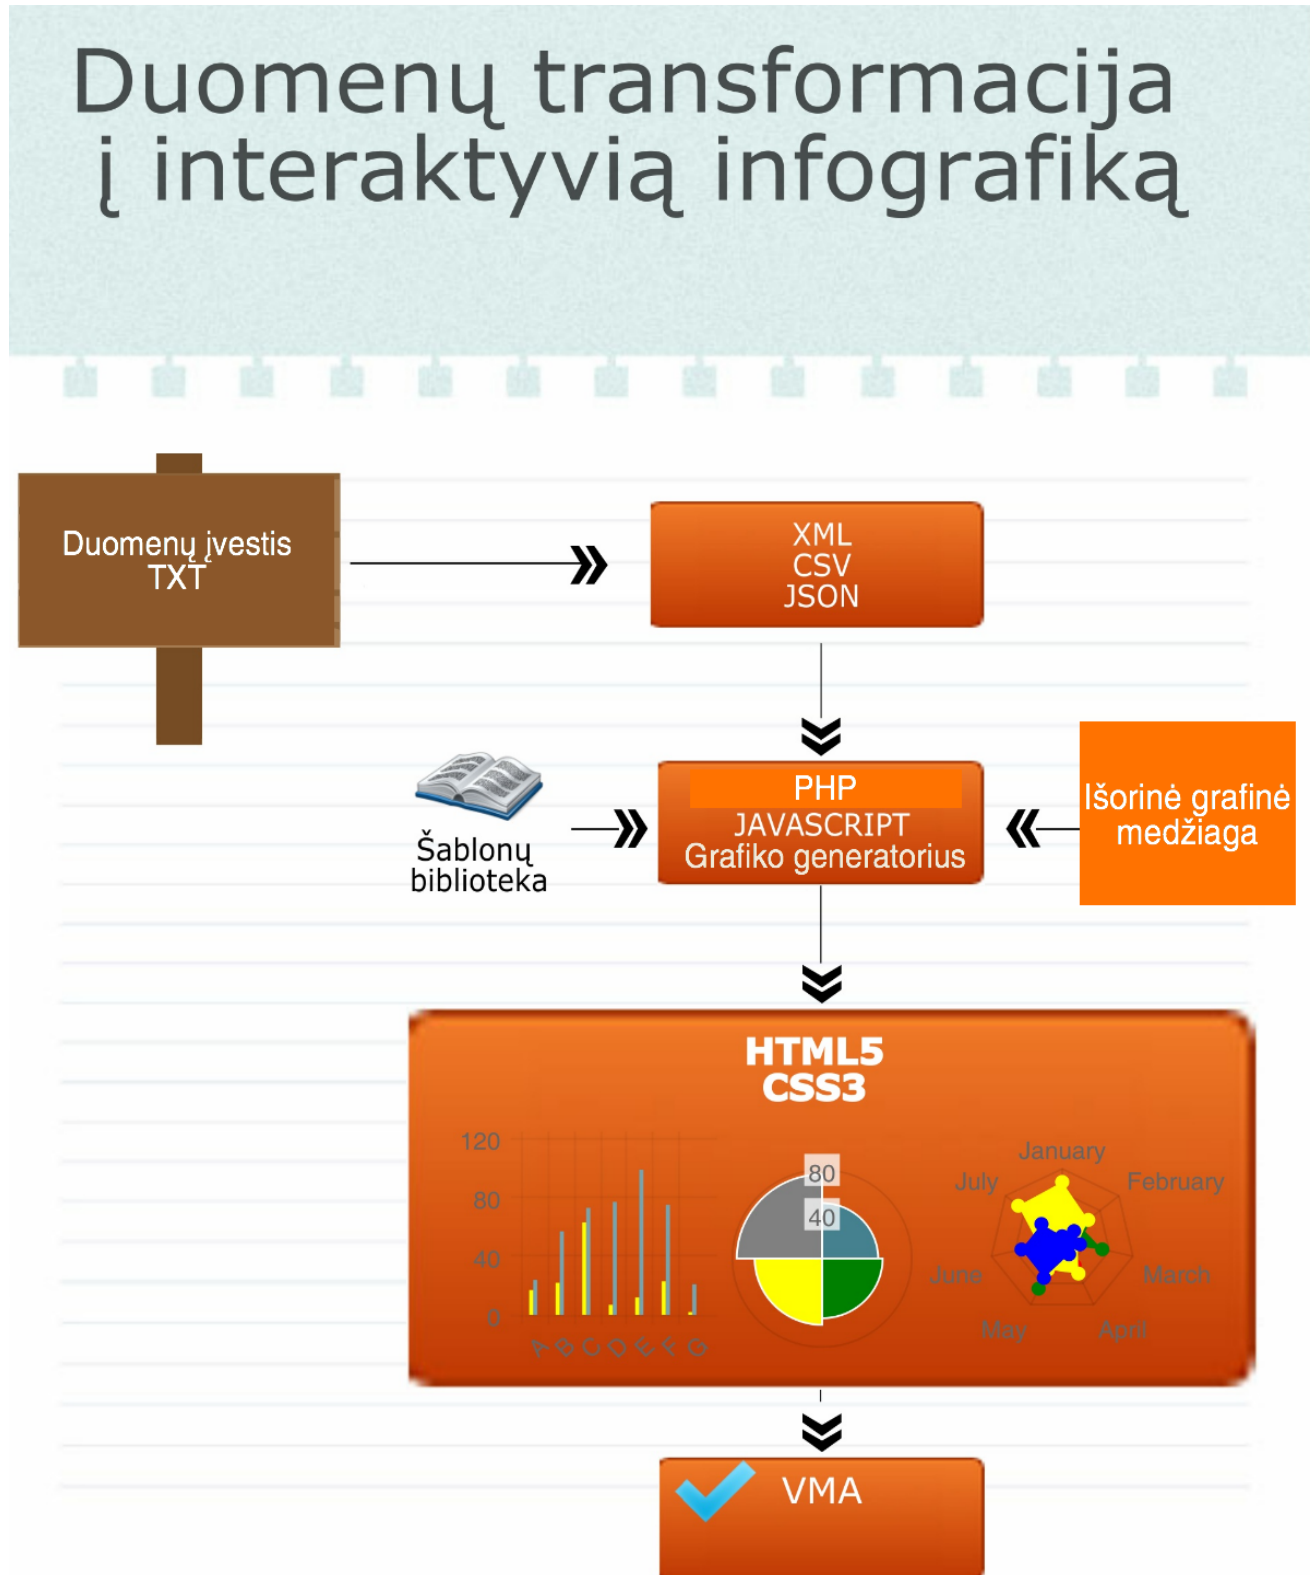 Duomenų transformacija
į interaktyvią infografiką
Duomenų įvestis
TXT
XML
CSV
JSON
Šablonų
biblioteka
PHP
JAVASCRIPT
Grafiko generatorius
Išorinė grafinė
medžiaga
HTML5
CSS3
120
80
40
0
A
B
C
D
E
F
G
80
40
January
February
March
April
May
June
July
VMA